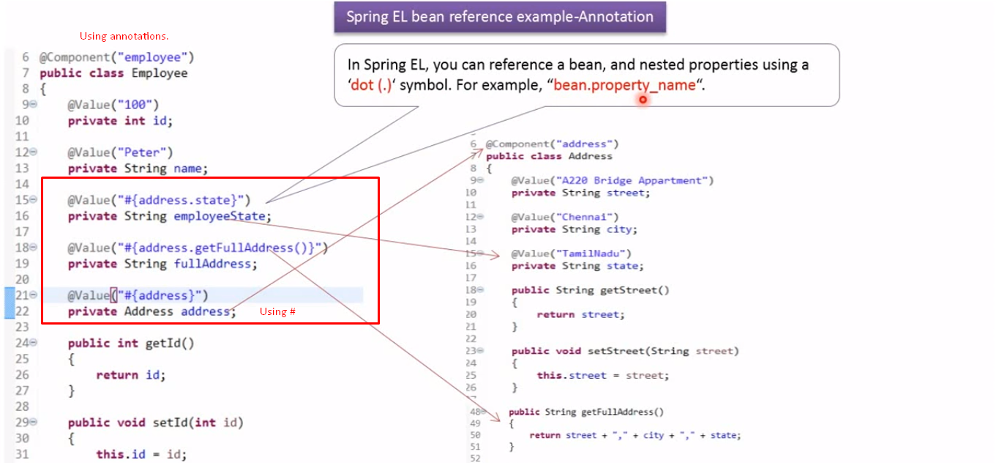 Spring EL bean reference example-Annotation
Using annotations.
In Spring EL, you can reference a bean, and nested properties using a
‘dot (.)‘ symbol. For example, “bean.property_name“.
6 @Component("employee")
7 public class Employee
8 {
9 @Value("100")
10 private int id;
11
12 @Value("Peter")
13 private String name;
14
15 @Value("#{address.state}")
16 private String employeeState;
17
18 @Value("#{address.getFullAddress()}")
19 private String fullAddress;
20
21 @Value("#{address}")
22 private Address address;
Using #
23
24 public int getId()
25 {
26 return id;
27 }
28
29 public void setId(int id)
30 {
31 this.id = id;
6 @Component("address")
7 public class Address
8 {
9 @Value("A220 Bridge Appartment")
10 private String street;
11
12 @Value("Chennai")
13 private String city;
14
15 @Value("TamilNadu")
16 private String state;
17
18 public String getStreet()
19 {
20 return street;
21 }
22
23 public void setStreet(String street)
24 {
25 this.street = street;
26 }
48 public String getFullAddress()
49 {
50 return street + "," + city + "," + state;
51 }
52